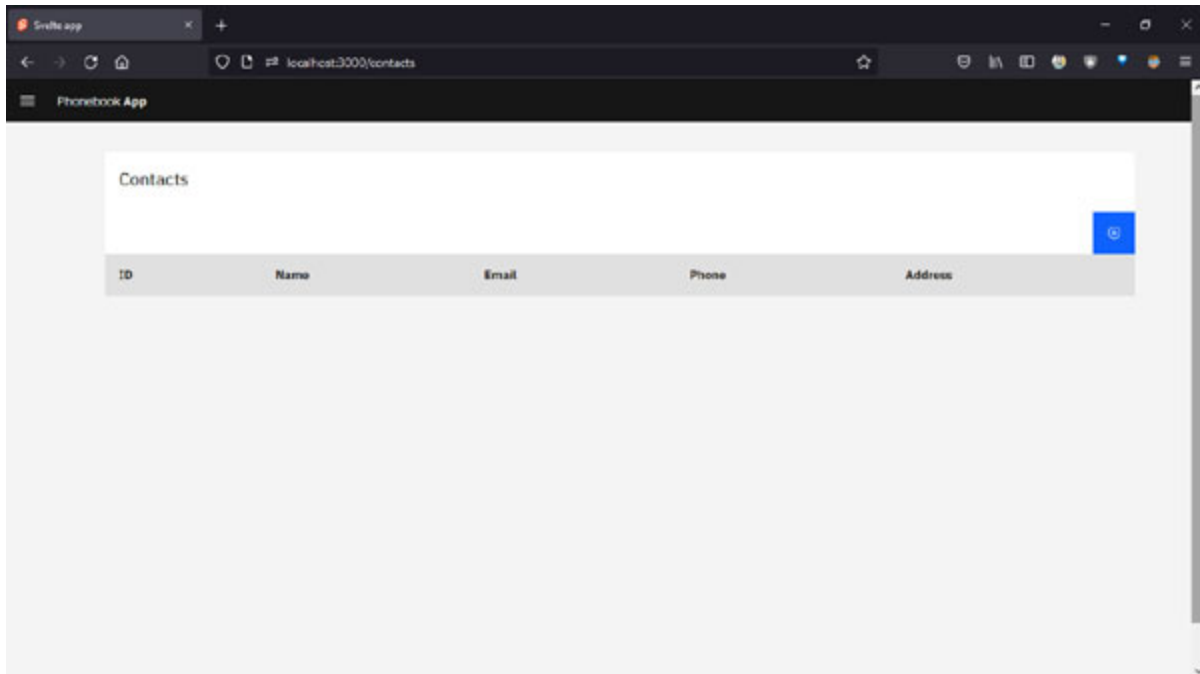 Svelte app
localhost:3000/contacts
Phonebook App
Contacts
ID Name Email Phone Address